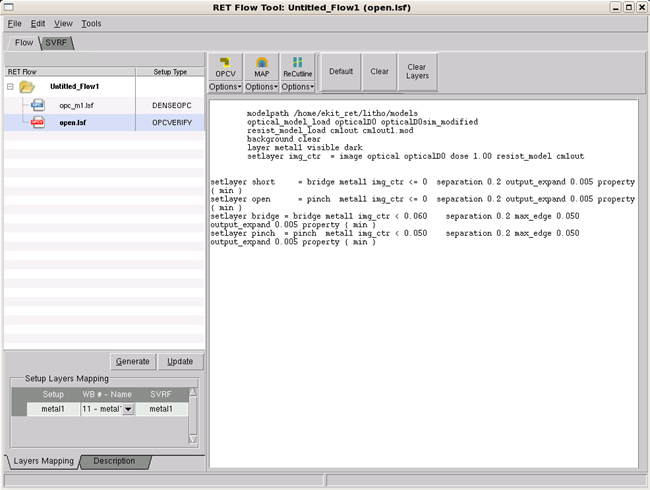 RET Flow Tool: Untitled_Flow1 (open.lsf)
File Edit View Tools
Flow SVRF
RET Flow Setup Type
Untitled_Flow1
opc_m1.lsf DENSEOPC
open.lsf OPCVERIFY
Generate Update
Setup Layers Mapping
Setup WB # - Name SVRF
metal1 11 - metal metal1
Layers Mapping Description
OPCV MAP ReCutline Default Clear Clear
Layers
Options Options Options
modelpath /home/ekit_ret/litho/models
optical_model_load opticalD0 opticalD0sim_modified
resist_model_load cmlout cmlout1.mod
background clear
layer metal1 visible dark
setlayer img_ctr = image optical opticalD0 dose 1.00 resist_model cmlout
setlayer short = bridge metal1 img_ctr <= 0 separation 0.2 output_expand 0.005 property
( min )
setlayer open = pinch metal1 img_ctr <= 0 separation 0.2 output_expand 0.005 property
( min )
setlayer bridge = bridge metal1 img_ctr < 0.060 separation 0.2 max_edge 0.050
output_expand 0.005 property ( min )
setlayer pinch = pinch metal1 img_ctr < 0.050 separation 0.2 max_edge 0.050
output_expand 0.005 property ( min )